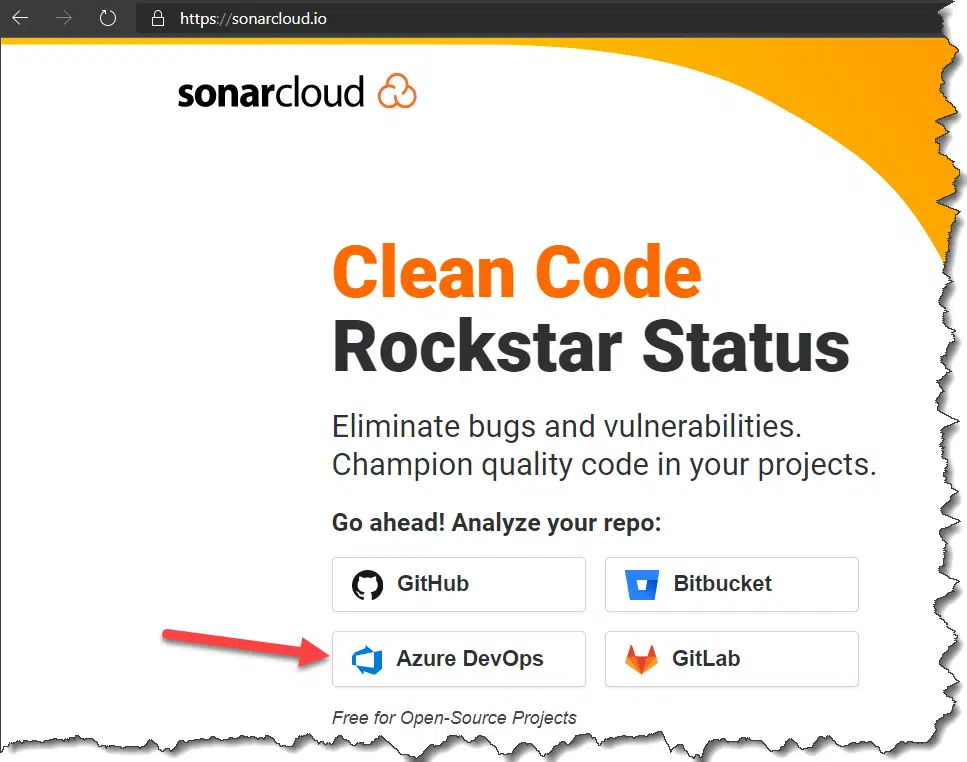 https://sonarcloud.io
sonarcloud
Clean Code
Rockstar Status
Eliminate bugs and vulnerabilities.
Champion quality code in your projects.
Go ahead! Analyze your repo:
GitHub
Bitbucket
Azure DevOps
GitLab
Free for Open-Source Projects